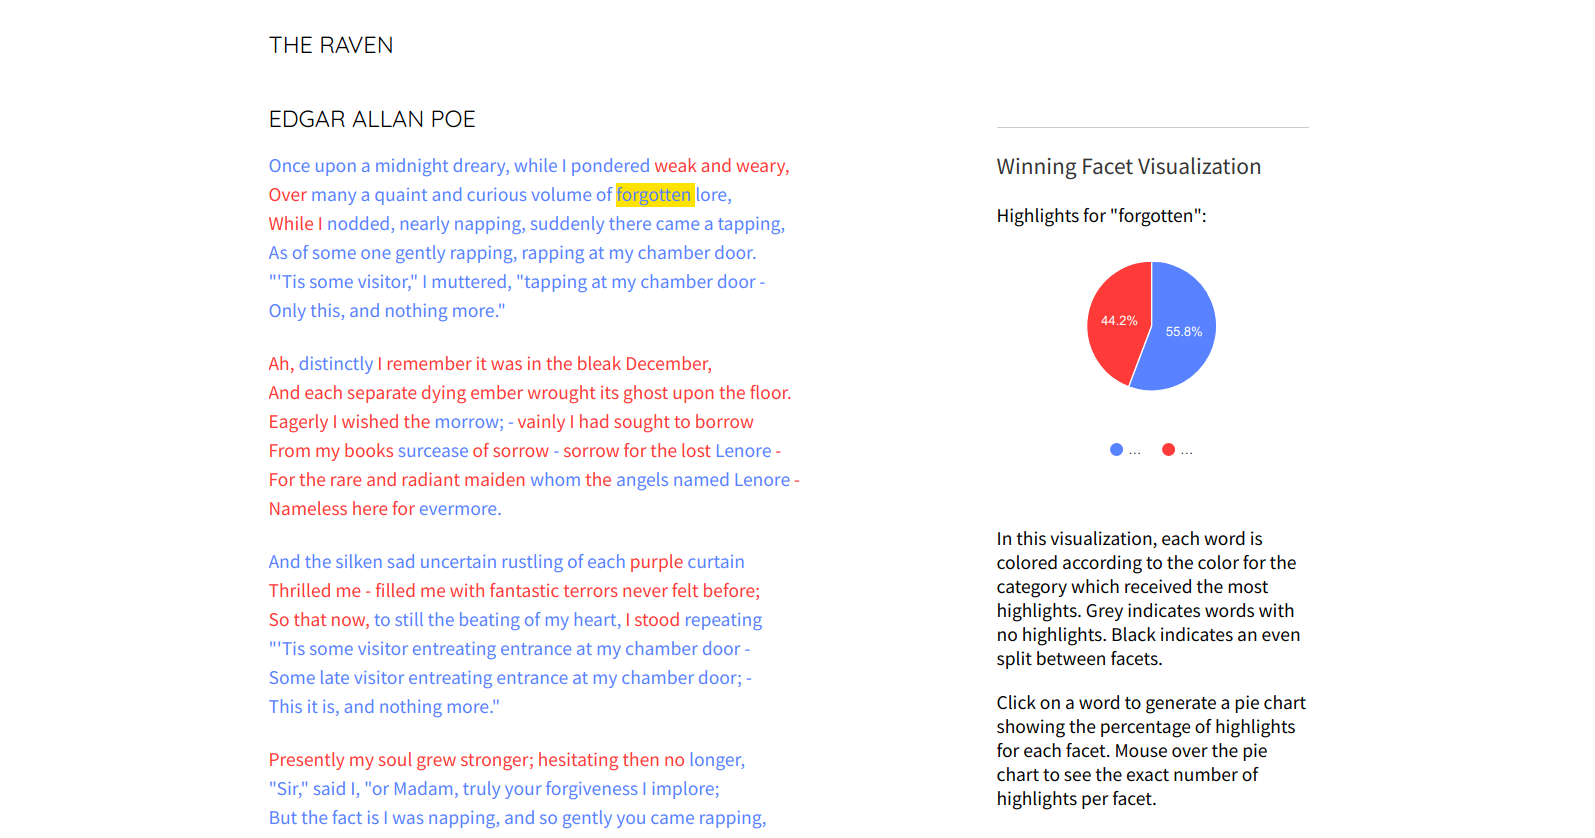 THE RAVEN
EDGAR ALLAN POE
Once upon a midnight dreary, while I pondered weak and weary,
Over many a quaint and curious volume of forgotten lore,
While I nodded, nearly napping, suddenly there came a tapping,
As of some one gently rapping, rapping at my chamber door.
"'Tis some visitor," I muttered, "tapping at my chamber door -
Only this, and nothing more."
Ah, distinctly I remember it was in the bleak December,
And each separate dying ember wrought its ghost upon the floor.
Eagerly I wished the morrow; - vainly I had sought to borrow
From my books surcease of sorrow - sorrow for the lost Lenore -
For the rare and radiant maiden whom the angels named Lenore -
Nameless here for evermore.
And the silken sad uncertain rustling of each purple curtain
Thrilled me - filled me with fantastic terrors never felt before;
So that now, to still the beating of my heart, I stood repeating
"'Tis some visitor entreating entrance at my chamber door -
Some late visitor entreating entrance at my chamber door; -
This it is, and nothing more."
Presently my soul grew stronger; hesitating then no longer,
"Sir," said I, "or Madam, truly your forgiveness I implore;
But the fact is I was napping, and so gently you came rapping,
Winning Facet Visualization
Highlights for "forgotten":
44.2%
55.8%
...
...
In this visualization, each word is
colored according to the color for the
category which received the most
highlights. Grey indicates words with
no highlights. Black indicates an even
split between facets.
Click on a word to generate a pie chart
showing the percentage of highlights
for each facet. Mouse over the pie
chart to see the exact number of
highlights per facet.